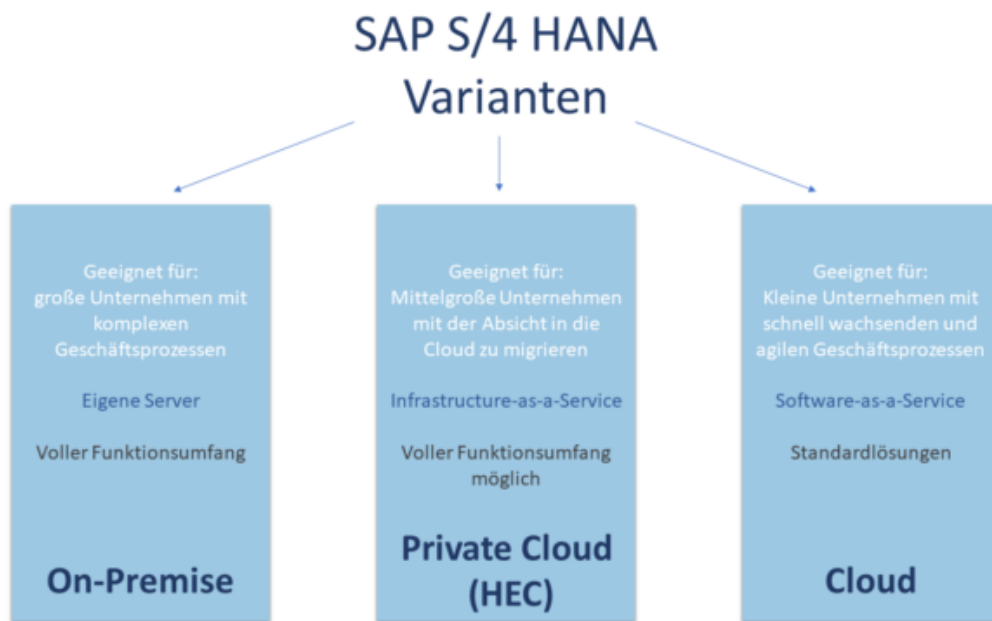 SAP S/4 HANA
Varianten
Geeignet für:
große Unternehmen mit
komplexen
Geschäftsprozessen
Eigene Server
Voller Funktionsumfang
On-Premise
Geeignet für:
Mittelgroße Unternehmen
mit der Absicht in die
Cloud zu migrieren
Infrastructure-as-a-Service
Voller Funktionsumfang
möglich
Private Cloud
(HEC)
Geeignet für:
Kleine Unternehmen mit
schnell wachsenden und
agilen Geschäftsprozessen
Software-as-a-Service
Standardlösungen
Cloud